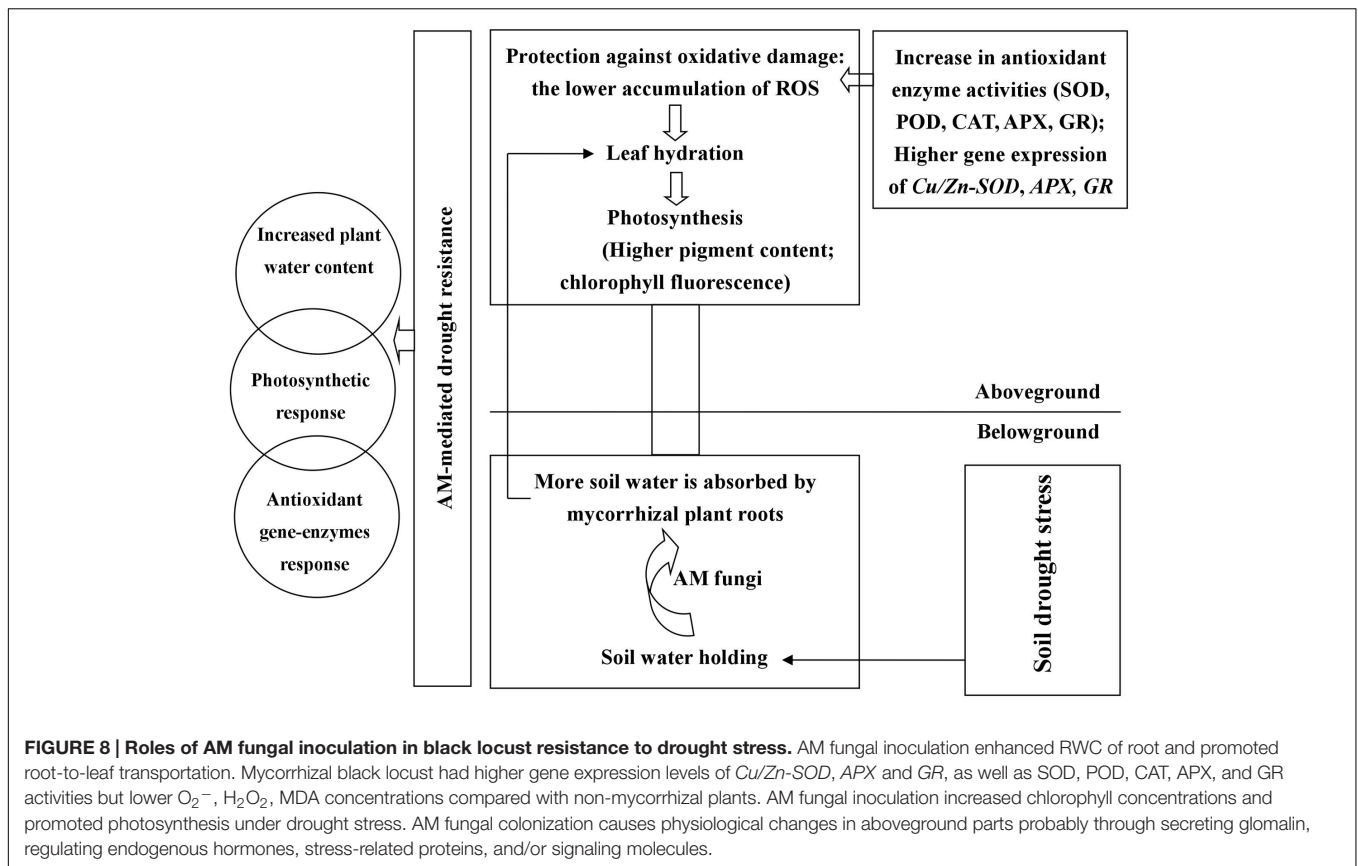 Protection against oxidative damage:
the lower accumulation of ROS
Leaf hydration
Photosynthesis
(Higher pigment content;
chlorophyll fluorescence)
Increase in antioxidant
enzyme activities (SOD,
POD, CAT, APX, GR);
Higher gene expression
of Cu/Zn-SOD, APX, GR
Increased plant
water content
Photosynthetic
response
Antioxidant
gene-enzymes
response
AM-mediated drought resistance
Aboveground
Belowground
More soil water is absorbed by
mycorrhizal plant roots
AM fungi
Soil water holding
Soil drought stress
FIGURE 8 | Roles of AM fungal inoculation in black locust resistance to drought stress. AM fungal inoculation enhanced RWC of root and promoted
root-to-leaf transportation. Mycorrhizal black locust had higher gene expression levels of Cu/Zn-SOD, APX and GR, as well as SOD, POD, CAT, APX, and GR
activities but lower O₂⁻, H₂O₂, MDA concentrations compared with non-mycorrhizal plants. AM fungal inoculation increased chlorophyll concentrations and
promoted photosynthesis under drought stress. AM fungal colonization causes physiological changes in aboveground parts probably through secreting glomalin,
regulating endogenous hormones, stress-related proteins, and/or signaling molecules.